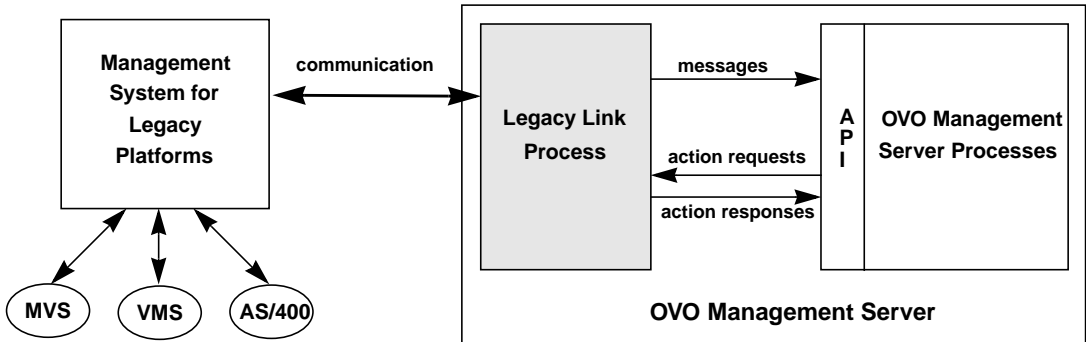 Management
System for
Legacy
Platforms
communication
MVS
VMS
AS/400
Legacy Link
Process
messages
action requests
action responses
A
P
I
OVO Management
Server Processes
OVO Management Server